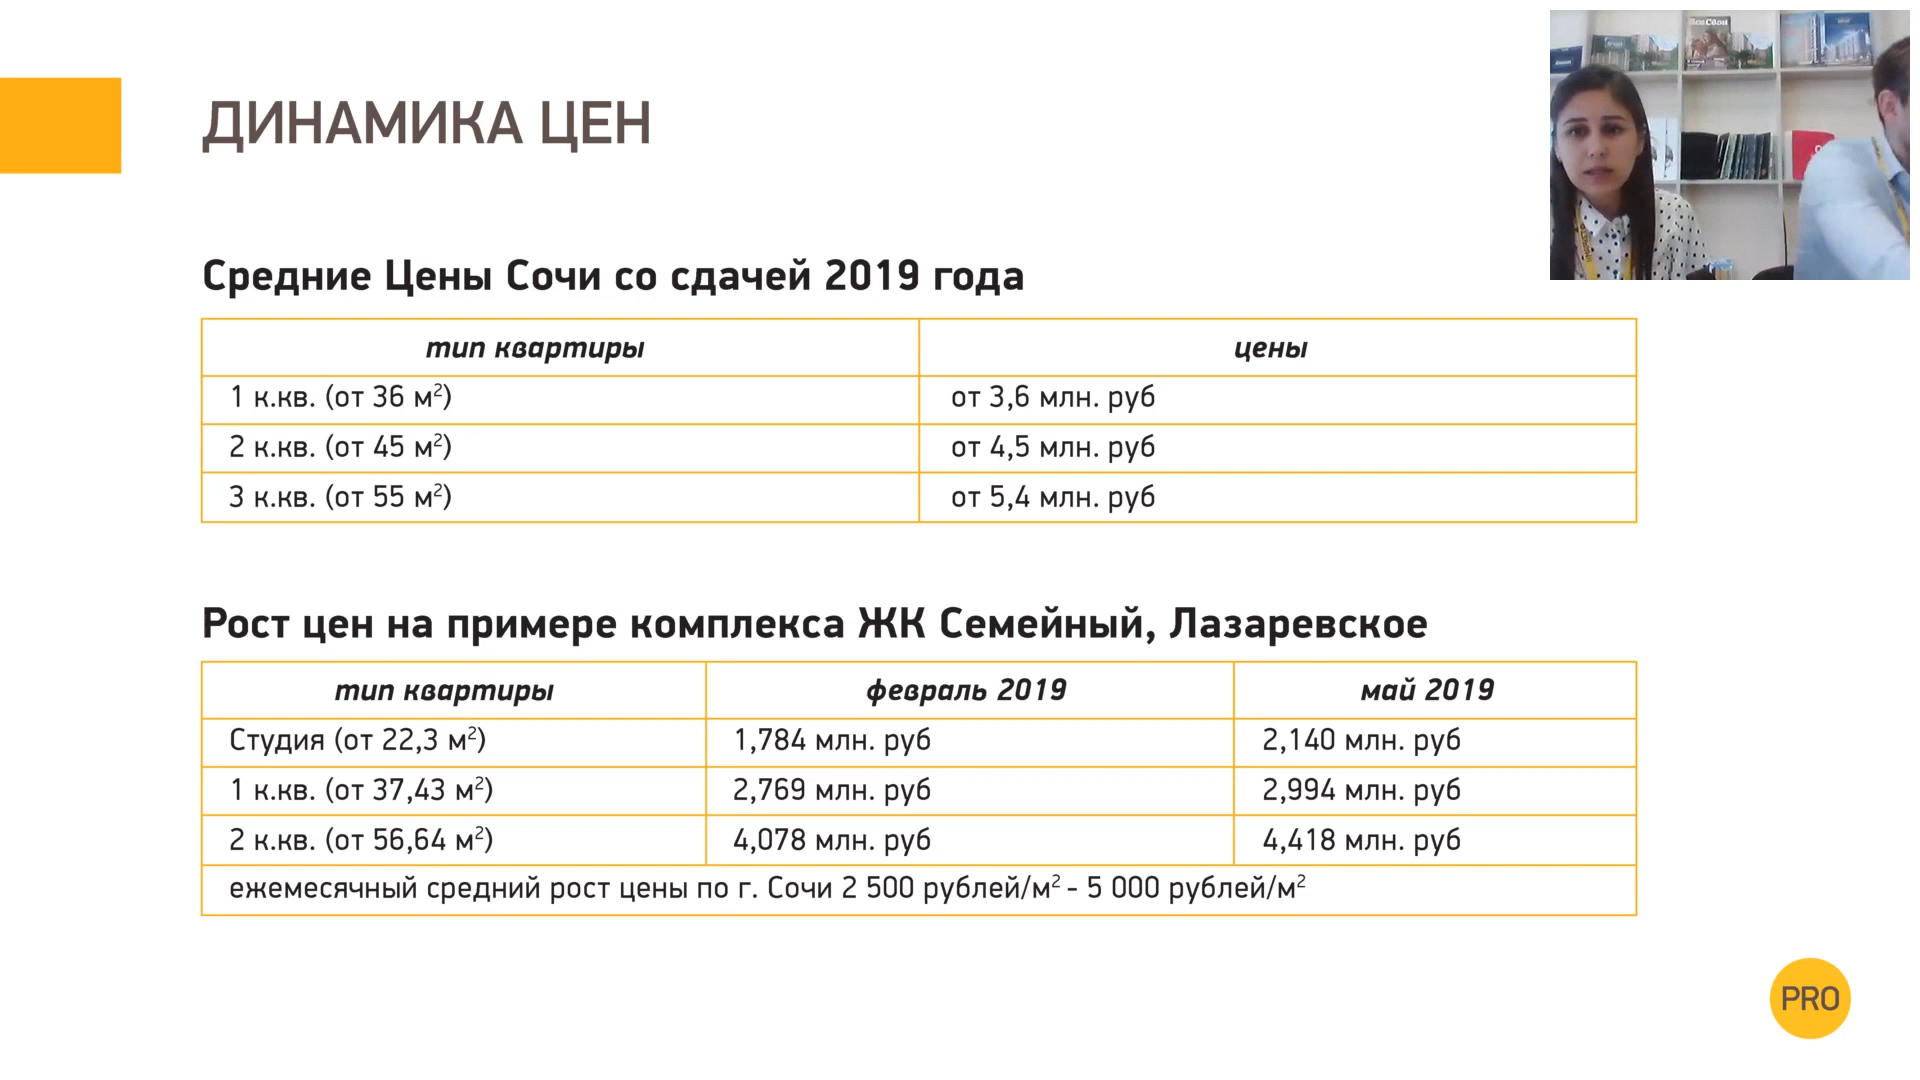 ДИНАМИКА ЦЕН
Средние Цены Сочи со сдачей 2019 года
тип квартиры цены
1 к.кв. (от 36 м²) от 3,6 млн. руб
2 к.кв. (от 45 м²) от 4,5 млн. руб
3 к.кв. (от 55 м²) от 5,4 млн. руб
Рост цен на примере комплекса ЖК Семейный, Лазаревское
тип квартиры февраль 2019 май 2019
Студия (от 22,3 м²) 1,784 млн. руб 2,140 млн. руб
1 к.кв. (от 37,43 м²) 2,769 млн. руб 2,994 млн. руб
2 к.кв. (от 56,64 м²) 4,078 млн. руб 4,418 млн. руб
ежемесячный средний рост цены по г. Сочи 2 500 рублей/м² - 5 000 рублей/м²
PRO